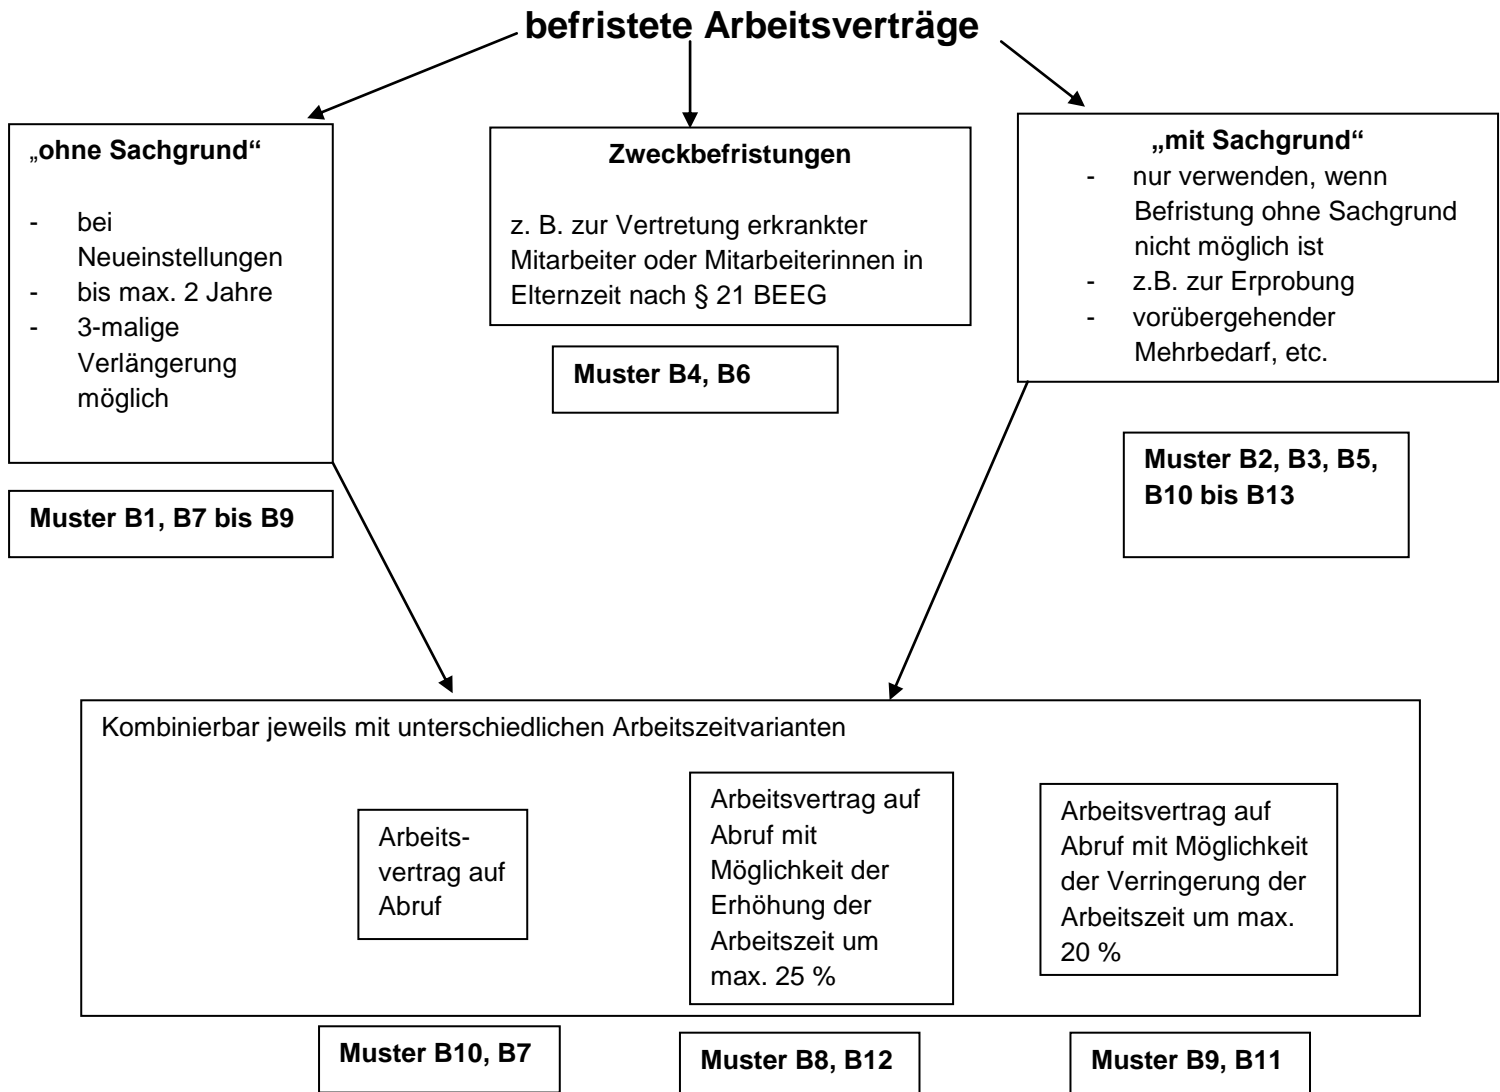 befristete Arbeitsverträge
„ohne Sachgrund“
- bei
Neueinstellungen
- bis max. 2 Jahre
- 3-malige
Verlängerung
möglich
Muster B1, B7 bis B9
Zweckbefristungen
z. B. zur Vertretung erkrankter
Mitarbeiter oder Mitarbeiterinnen in
Elternzeit nach § 21 BEEG
Muster B4, B6
„mit Sachgrund“
- nur verwenden, wenn
Befristung ohne Sachgrund
nicht möglich ist
- z.B. zur Erprobung
- vorübergehender
Mehrbedarf, etc.
Muster B2, B3, B5,
B10 bis B13
Kombinierbar jeweils mit unterschiedlichen Arbeitszeitvarianten
Arbeits-
vertrag auf
Abruf
Arbeitsvertrag auf
Abruf mit
Möglichkeit der
Erhöhung der
Arbeitszeit um
max. 25 %
Arbeitsvertrag auf
Abruf mit Möglichkeit
der Verringerung der
Arbeitszeit um max.
20 %
Muster B10, B7
Muster B8, B12
Muster B9, B11